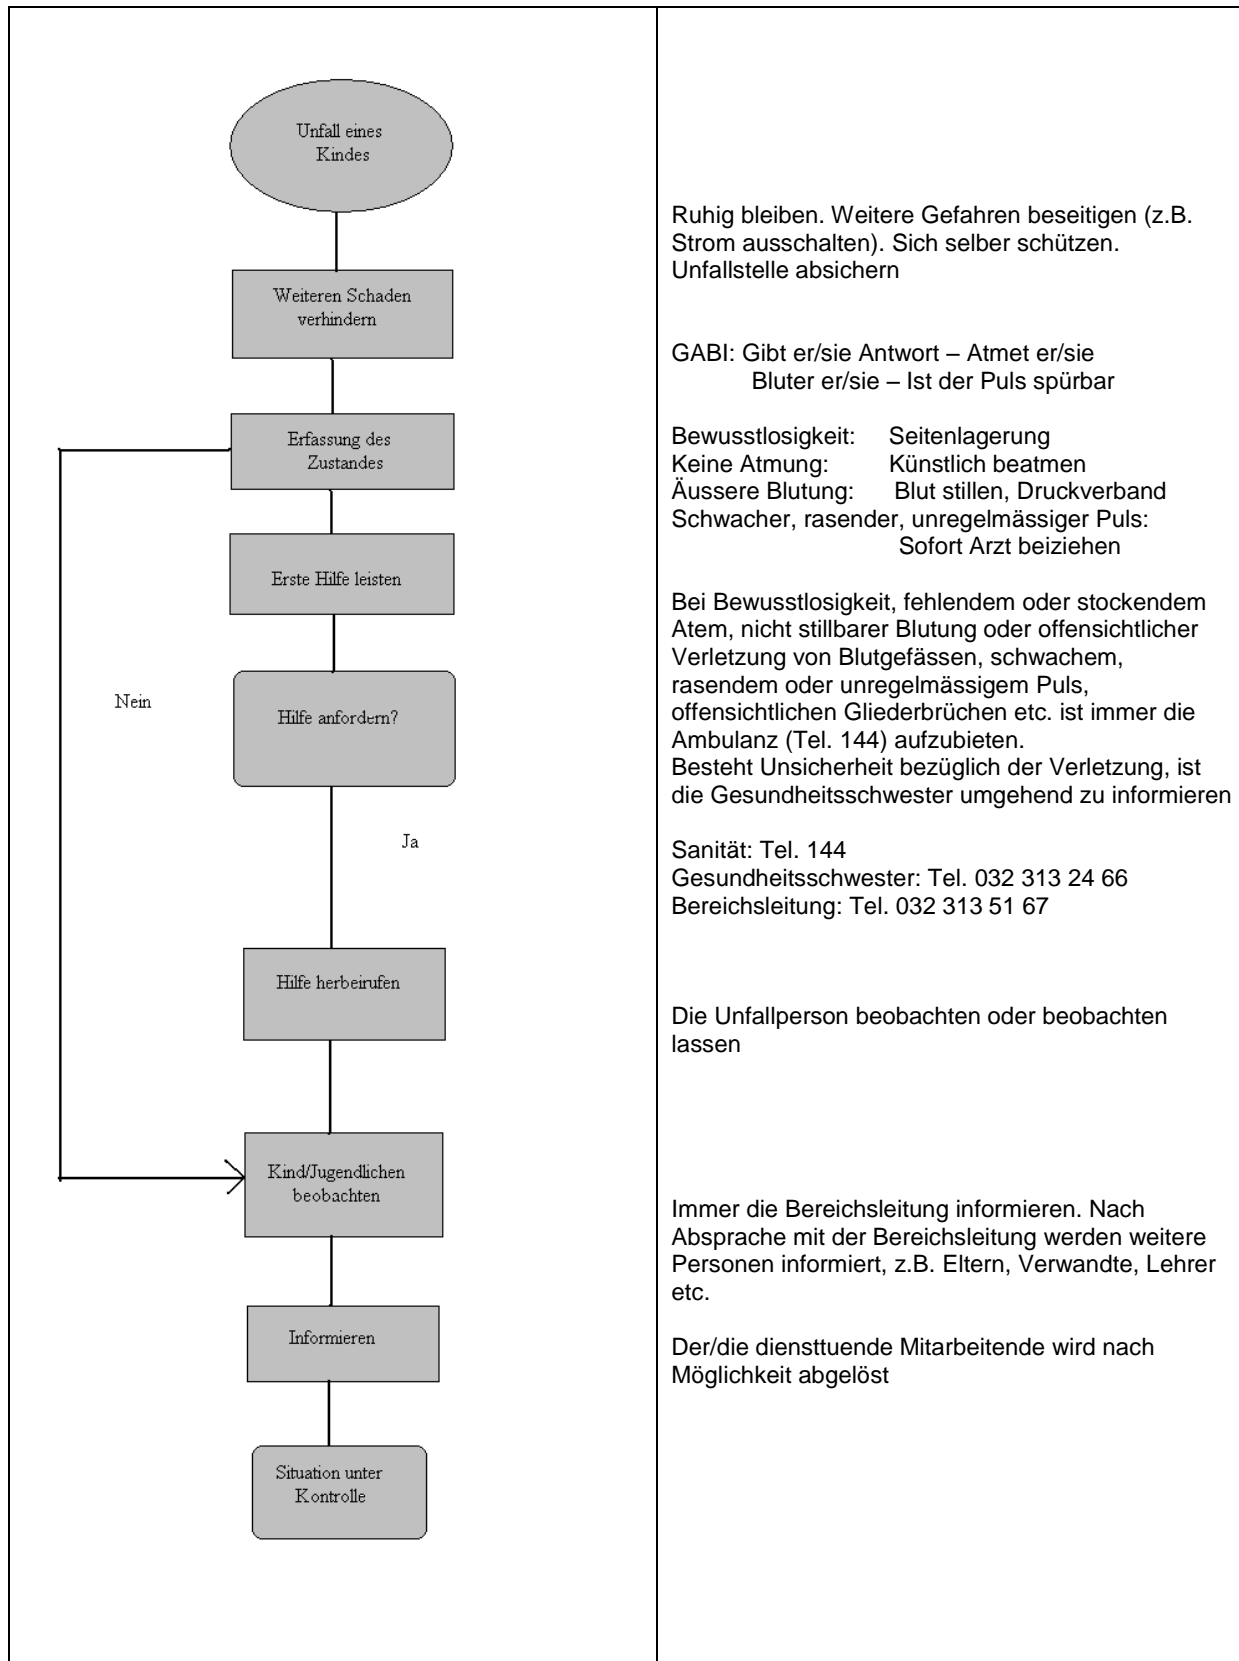 Unfall eines
Kindes
Weiteren Schaden
verhindern
Erfassung des
Zustandes
Erste Hilfe leisten
Nein
Hilfe anfordern?
Ja
Hilfe herbeirufen
Kind/Jugendlichen
beobachten
Informieren
Situation unter
Kontrolle
Ruhig bleiben. Weitere Gefahren beseitigen (z.B.
Strom ausschalten). Sich selber schützen.
Unfallstelle absichern
GABI: Gibt er/sie Antwort – Atmet er/sie
Bluter er/sie – Ist der Puls spürbar
Bewusstlosigkeit: Seitenlagerung
Keine Atmung: Künstlich beatmen
Äussere Blutung: Blut stillen, Druckverband
Schwacher, rasender, unregelmässiger Puls:
Sofort Arzt beiziehen
Bei Bewusstlosigkeit, fehlendem oder stockendem
Atem, nicht stillbarer Blutung oder offensichtlicher
Verletzung von Blutgefässen, schwachem,
rasendem oder unregelmässigem Puls,
offensichtlichen Gliederbrüchen etc. ist immer die
Ambulanz (Tel. 144) aufzubieten.
Besteht Unsicherheit bezüglich der Verletzung, ist
die Gesundheitsschwester umgehend zu informieren
Sanität: Tel. 144
Gesundheitsschwester: Tel. 032 313 24 66
Bereichsleitung: Tel. 032 313 51 67
Die Unfallperson beobachten oder beobachten
lassen
Immer die Bereichsleitung informieren. Nach
Absprache mit der Bereichsleitung werden weitere
Personen informiert, z.B. Eltern, Verwandte, Lehrer
etc.
Der/die diensttuende Mitarbeitende wird nach
Möglichkeit abgelöst